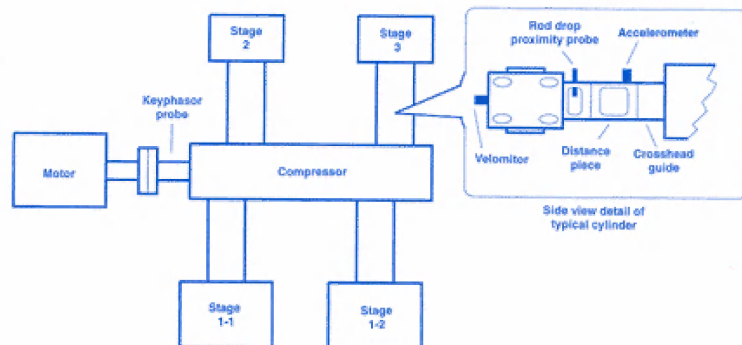 Stage
2
Stage
3
Rod drop
proximity probe
Accelerometer
Keyphasor
probe
Motor
Compressor
Velomitor
Distance
piece
Crosshead
guide
Side view detail of
typical cylinder
Stage
1-1
Stage
1-2